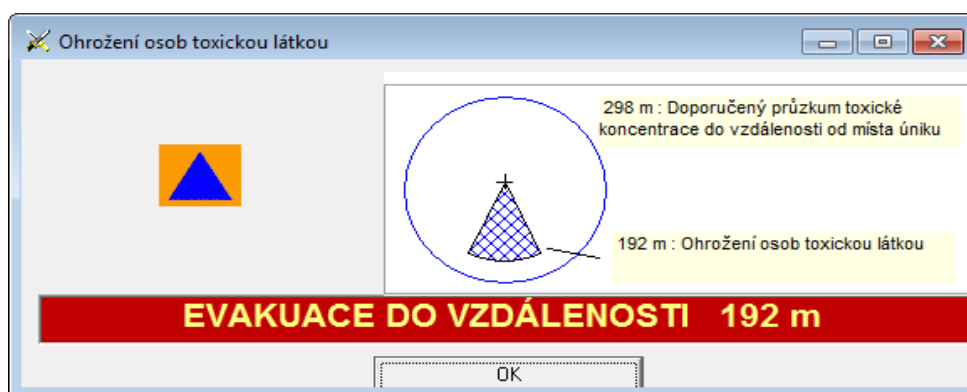 Ohrožení osob toxickou látkou
298 m : Doporučený průzkum toxické
koncentrace do vzdálenosti od místa úniku
192 m : Ohrožení osob toxickou látkou
EVAKUACE DO VZDÁLENOSTI 192 m
OK